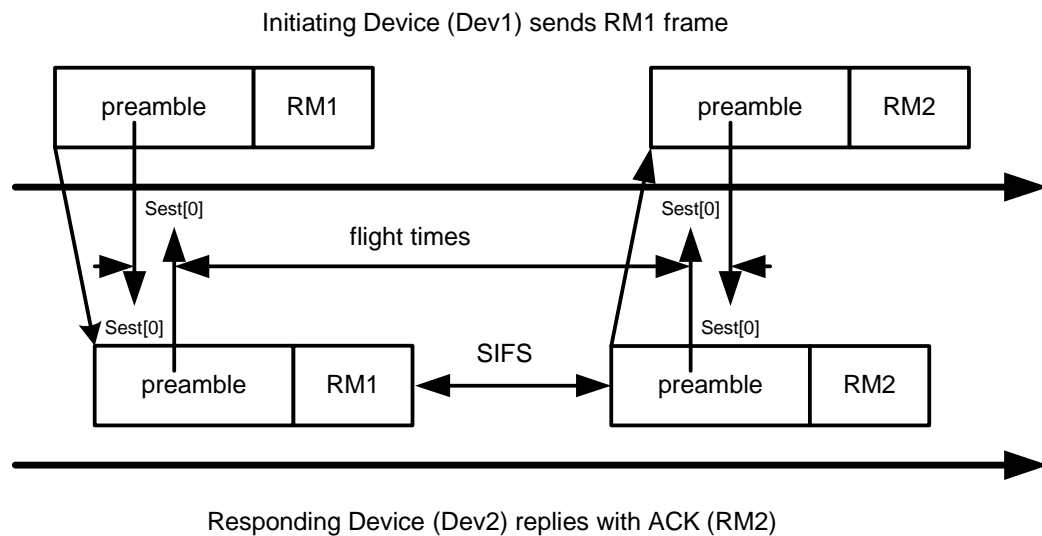 Initiating Device (Dev1) sends RM1 frame
preamble
RM1
preamble
RM2
Sest[0]
Sest[0]
flight times
Sest[0]
Sest[0]
SIFS
preamble
RM1
preamble
RM2
Responding Device (Dev2) replies with ACK (RM2)